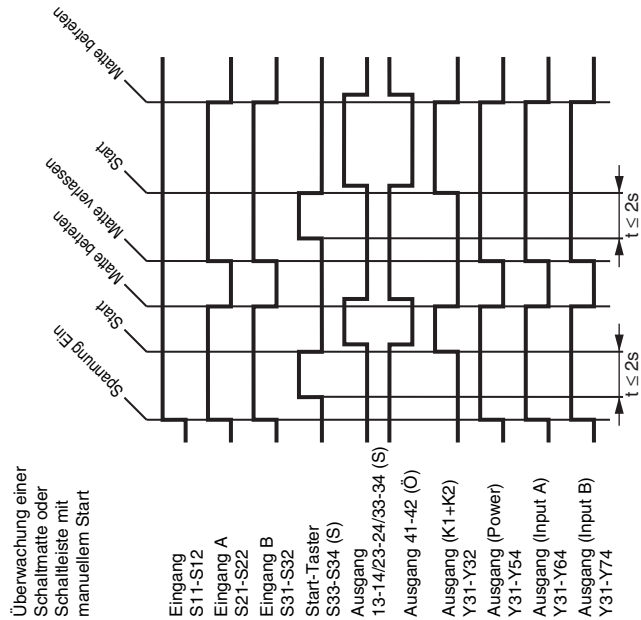 Überwachung einer
Schaltmatte oder
Schaltleiste mit
manuellem Start
Spannung Ein
Start
Matte betreten
Matte verlassen
Start
Matte betreten
Eingang
S11-S12
Eingang A
S21-S22
Eingang B
S31-S32
Start-Taster
S33-S34 (S)
Ausgang
13-14/23-24/33-34 (S)
Ausgang 41-42 (Ö)
Ausgang (K1+K2)
Y31-Y32
Ausgang (Power)
Y31-Y54
Ausgang (Input A)
Y31-Y64
Ausgang (Input B)
Y31-Y74
t ≤ 2s
t ≤ 2s